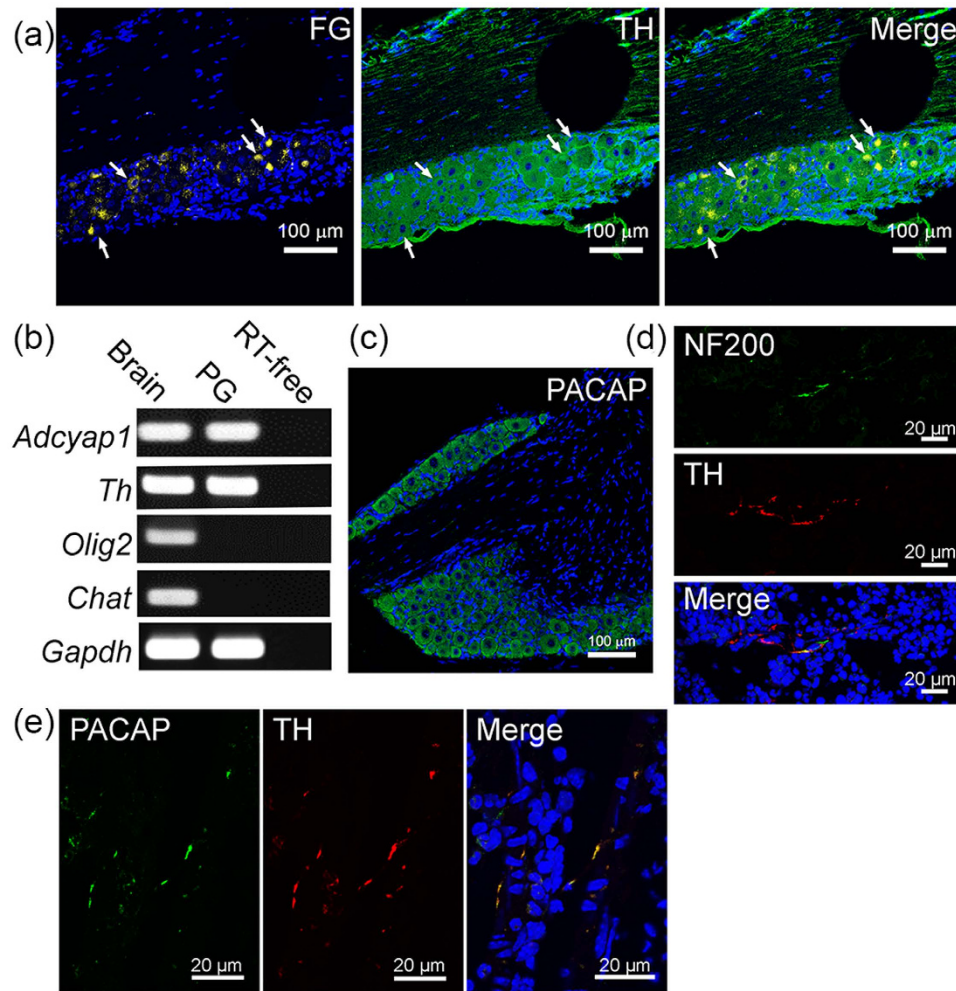 (a)
FG
TH
Merge
100 µm
100 µm
100 µm
(b)
Brain
PG
RT-free
Adcyap1
Th
Olig2
Chat
Gapdh
(c)
PACAP
100 µm
(d)
NF200
20 µm
TH
20 µm
Merge
20 µm
(e)
PACAP
TH
Merge
20 µm
20 µm
20 µm